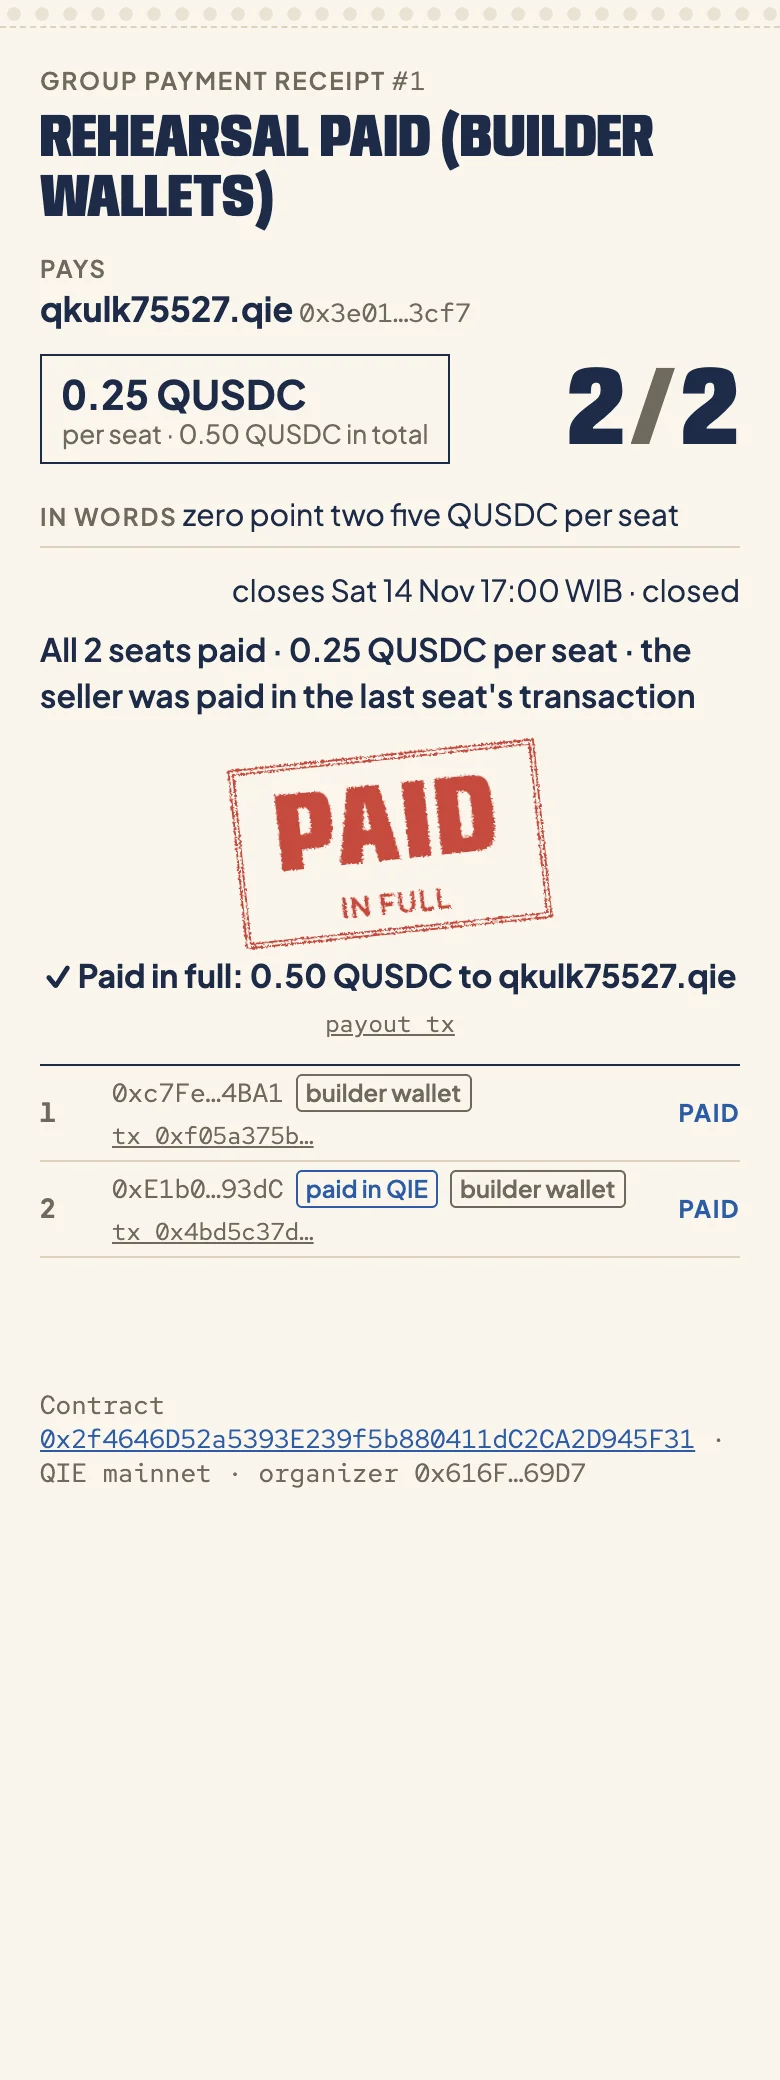 GROUP PAYMENT RECEIPT #1
REHEARSAL PAID (BUILDER
WALLETS)
PAYS
qkulk75527.qie 0x3e01…3cf7
0.25 QUSDC
per seat · 0.50 QUSDC in total
2/2
IN WORDS zero point two five QUSDC per seat
closes Sat 14 Nov 17:00 WIB · closed
All 2 seats paid · 0.25 QUSDC per seat · the
seller was paid in the last seat's transaction
PAID
IN FULL
✓ Paid in full: 0.50 QUSDC to qkulk75527.qie
payout tx
1 0xc7Fe…4BA1 builder wallet PAID
tx 0xf05a375b…
2 0xE1b0…93dC paid in QIE builder wallet PAID
tx 0x4bd5c37d…
Contract
0x2f4646D52a5393E239f5b880411dC2CA2D945F31 ·
QIE mainnet · organizer 0x616F…69D7